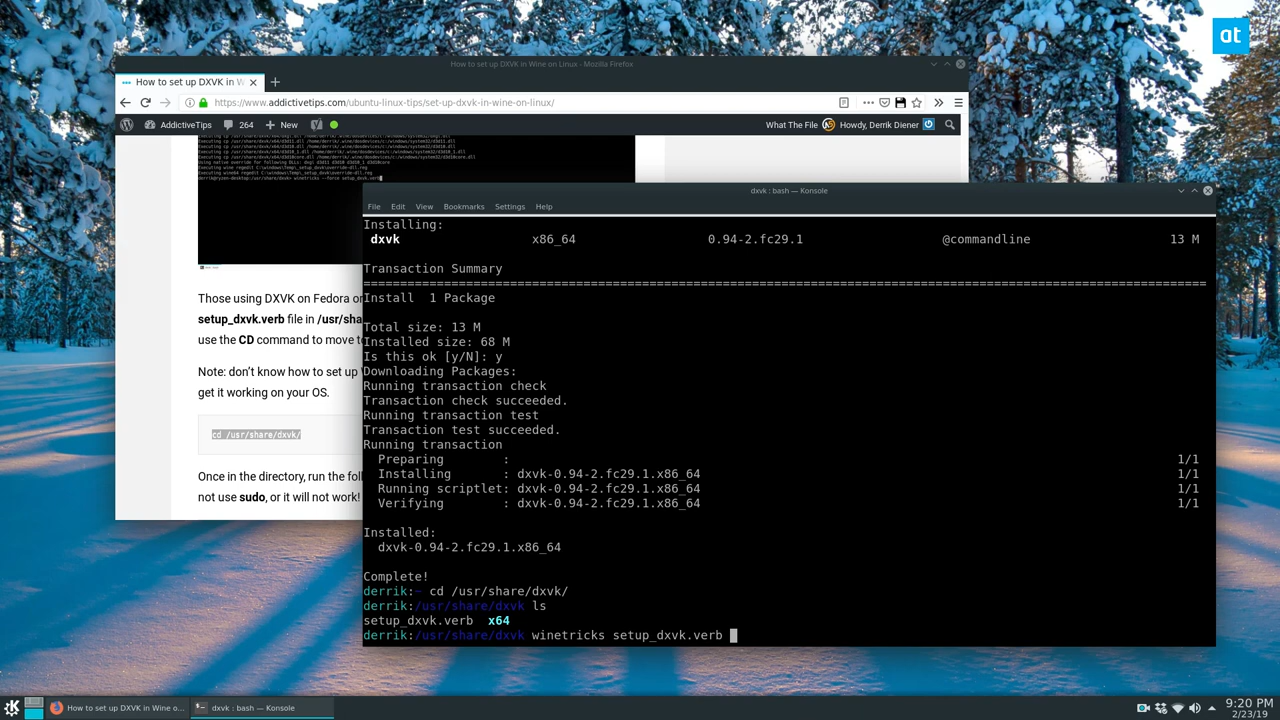 at
How to set up DXVK in Wine on Linux - Mozilla Firefox
How to set up DXVK in W
https://www.addictivetips.com/ubuntu-linux-tips/set-up-dxvk-in-wine-on-linux/
AddictiveTips 264 New What The File Howdy, Derrik Diener
Those using DXVK on Fedora or
setup_dxvk.verb file in /usr/sha
use the CD command to move to
Note: don't know how to set up
get it working on your OS.
cd /usr/share/dxvk/
Once in the directory, run the foll
not use sudo, or it will not work!
dxvk : bash — Konsole
File Edit View Bookmarks Settings Help
Installing:
dxvk x86_64 0.94-2.fc29.1 @commandline 13 M
Transaction Summary
Install 1 Package
Total size: 13 M
Installed size: 68 M
Is this ok [y/N]: y
Downloading Packages:
Running transaction check
Transaction check succeeded.
Running transaction test
Transaction test succeeded.
Running transaction
Preparing : 1/1
Installing : dxvk-0.94-2.fc29.1.x86_64 1/1
Running scriptlet: dxvk-0.94-2.fc29.1.x86_64 1/1
Verifying : dxvk-0.94-2.fc29.1.x86_64 1/1
Installed:
dxvk-0.94-2.fc29.1.x86_64
Complete!
derrik:~ cd /usr/share/dxvk/
derrik:/usr/share/dxvk ls
setup_dxvk.verb x64
derrik:/usr/share/dxvk winetricks setup_dxvk.verb
How to set up DXVK in Wine o... dxvk : bash — Konsole 9:20 PM
2/23/19